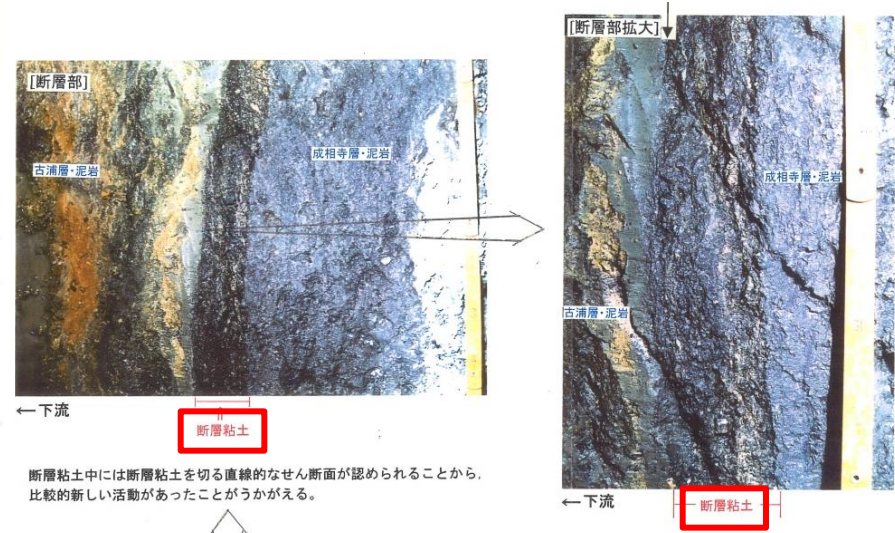 [断層部]
古浦層・泥岩
成相寺層・泥岩
←下流
断層粘土
断層粘土中には断層粘土を切る直線的なせん断面が認められることから,
比較的新しい活動があったことがうかがえる。
[断層部拡大]
成相寺層・泥岩
古浦層・泥岩
←下流
断層粘土